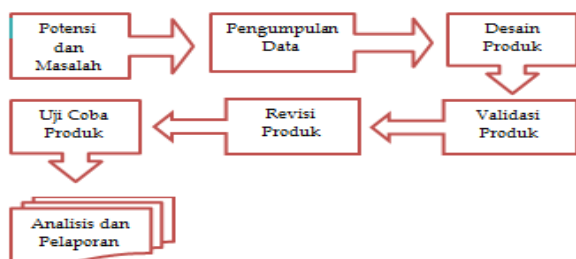 Potensi
dan
Masalah
Pengumpulan
Data
Desain
Produk
Validasi
Produk
Revisi
Produk
Uji Coba
Produk
Analisis dan
Pelaporan